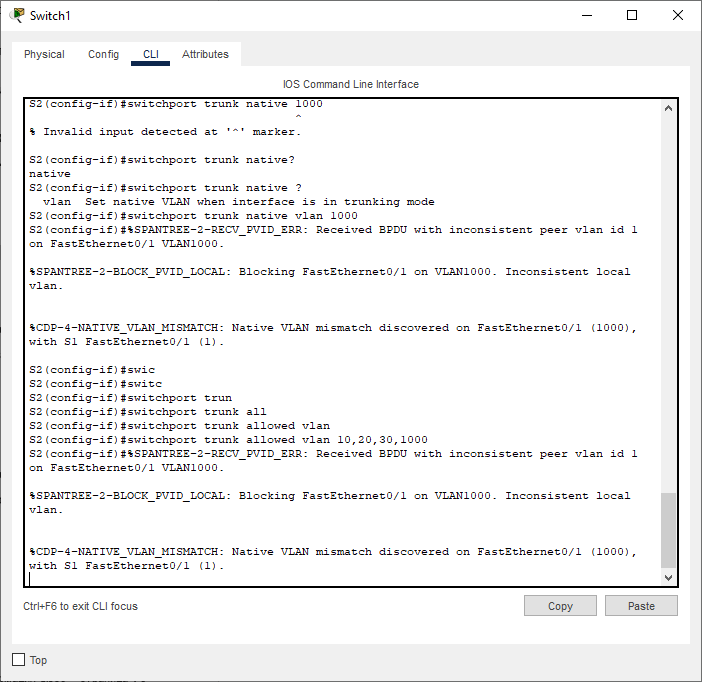 Switch1
Physical Config CLI Attributes
IOS Command Line Interface
S2(config-if)#switchport trunk native 1000
^
% Invalid input detected at '^' marker.
S2(config-if)#switchport trunk native?
native
S2(config-if)#switchport trunk native ?
vlan Set native VLAN when interface is in trunking mode
S2(config-if)#switchport trunk native vlan 1000
S2(config-if)#%SPANTREE-2-RECV_PVID_ERR: Received BPDU with inconsistent peer vlan id 1
on FastEthernet0/1 VLAN1000.
%SPANTREE-2-BLOCK_PVID_LOCAL: Blocking FastEthernet0/1 on VLAN1000. Inconsistent local
vlan.
%CDP-4-NATIVE_VLAN_MISMATCH: Native VLAN mismatch discovered on FastEthernet0/1 (1000),
with S1 FastEthernet0/1 (1).
S2(config-if)#swic
S2(config-if)#switc
S2(config-if)#switchport trun
S2(config-if)#switchport trunk all
S2(config-if)#switchport trunk allowed vlan
S2(config-if)#switchport trunk allowed vlan 10,20,30,1000
S2(config-if)#%SPANTREE-2-RECV_PVID_ERR: Received BPDU with inconsistent peer vlan id 1
on FastEthernet0/1 VLAN1000.
%SPANTREE-2-BLOCK_PVID_LOCAL: Blocking FastEthernet0/1 on VLAN1000. Inconsistent local
vlan.
%CDP-4-NATIVE_VLAN_MISMATCH: Native VLAN mismatch discovered on FastEthernet0/1 (1000),
with S1 FastEthernet0/1 (1).
Ctrl+F6 to exit CLI focus
Copy Paste
Top